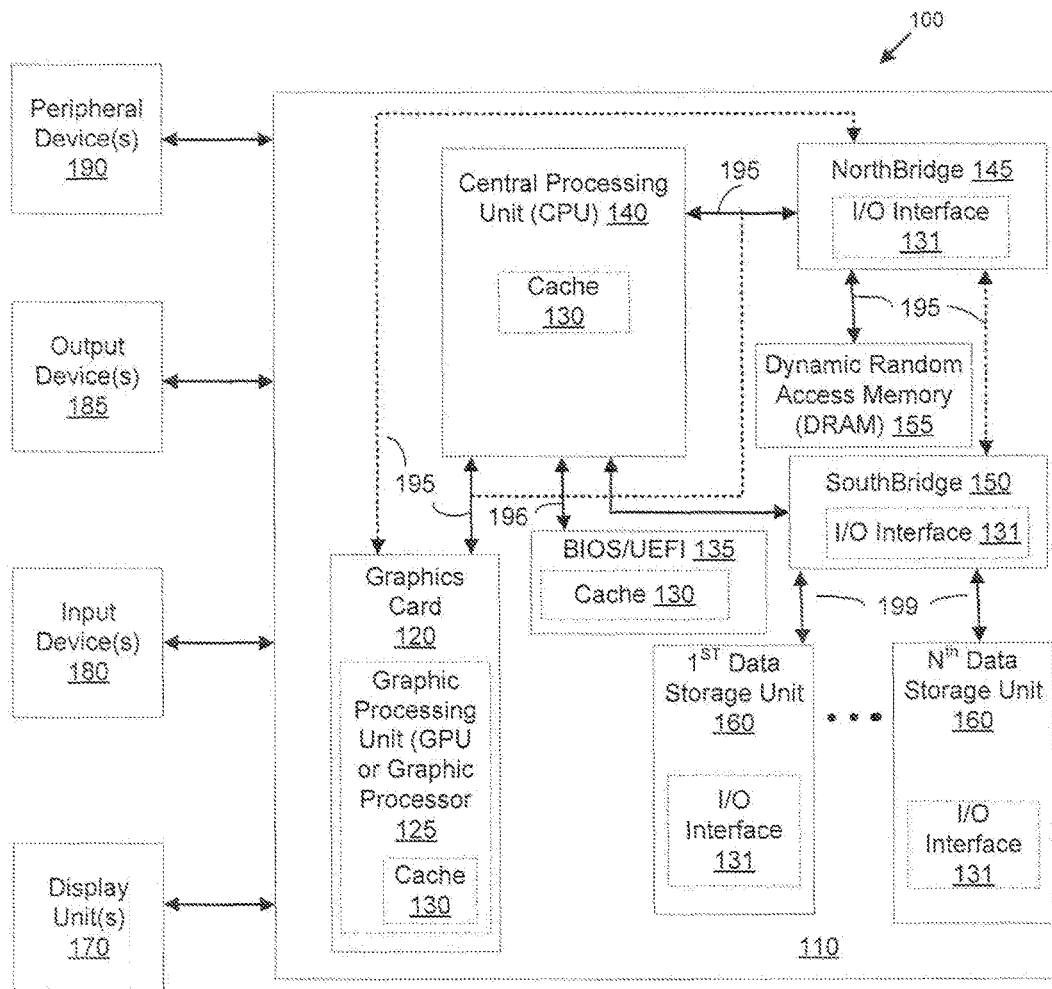 100
Peripheral
Device(s)
190
Output
Device(s)
185
Input
Device(s)
180
Display
Unit(s)
170
Central Processing
Unit (CPU) 140
Cache
130
195
NorthBridge 145
I/O Interface
131
195
Dynamic Random
Access Memory
(DRAM) 155
195
196
SouthBridge 150
I/O Interface 131
BIOS/UEFI 135
Cache 130
199
Graphics
Card
120
Graphic
Processing
Unit (GPU
or Graphic
Processor
125
Cache
130
1ST Data
Storage Unit
160
I/O
Interface
131
• • •
Nth Data
Storage Unit
160
I/O
Interface
131
110